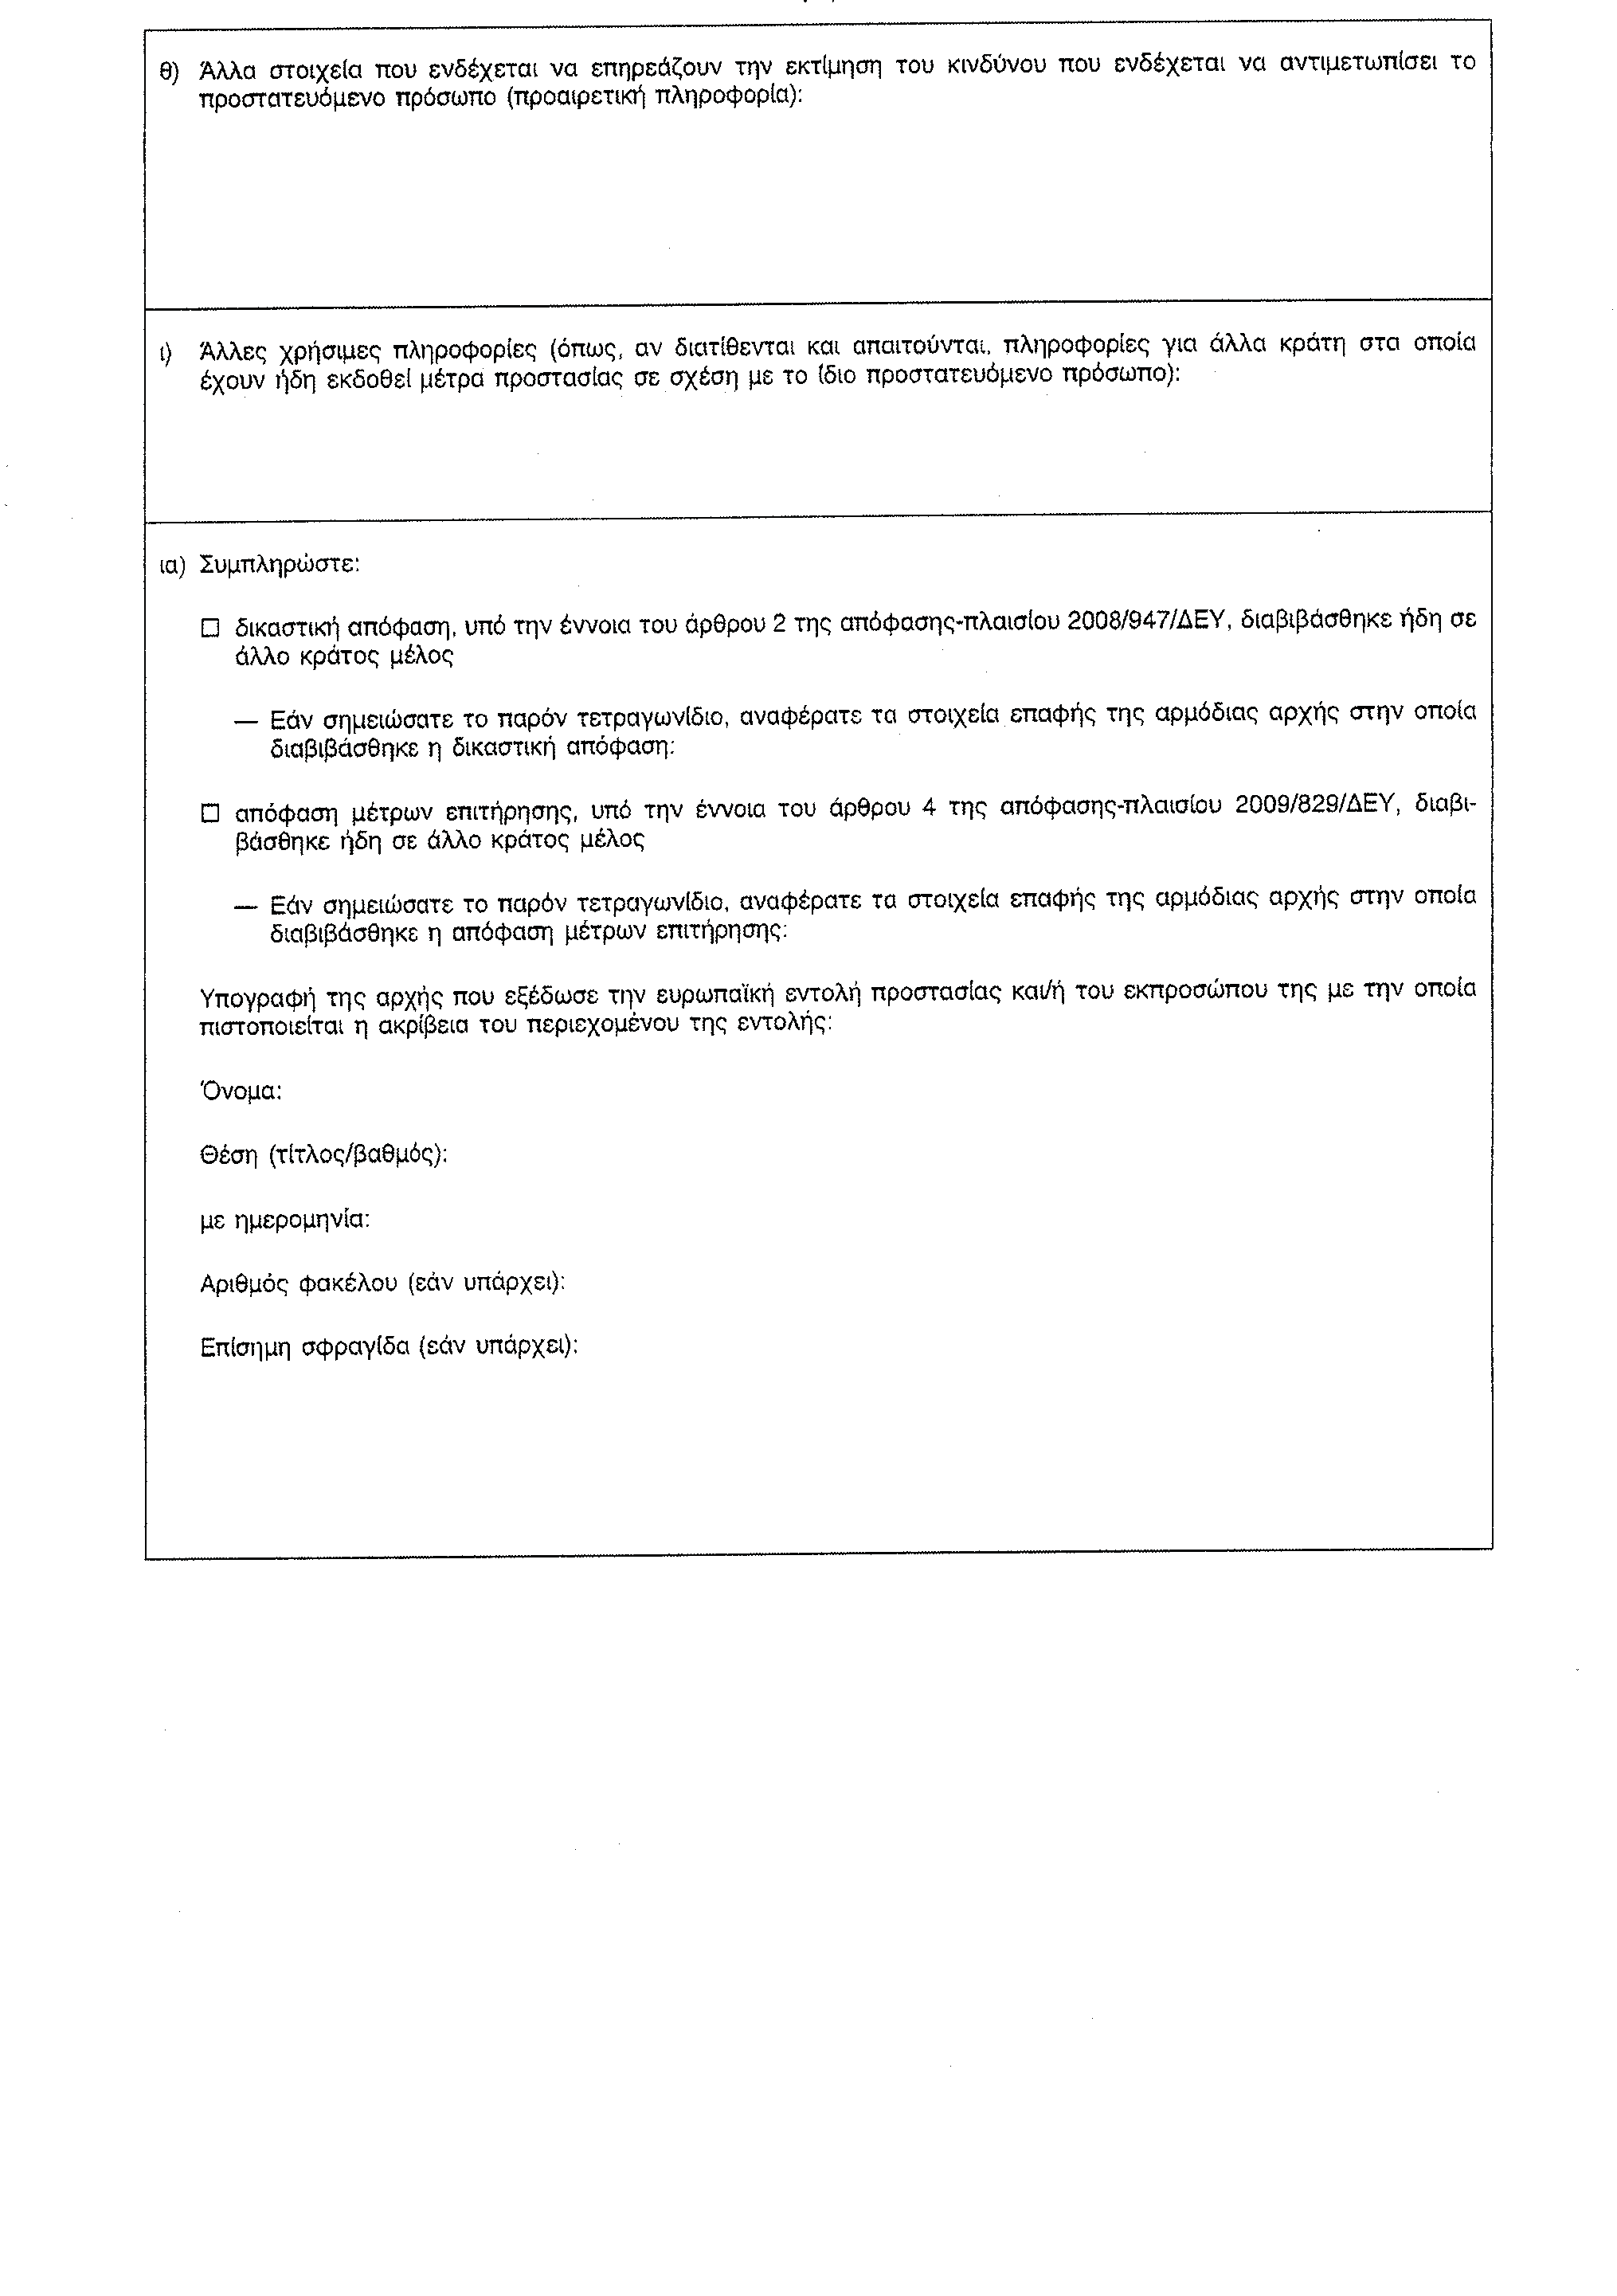 θ) Άλλα στοιχεία που ενδέχεται να επηρεάζουν την εκτίμηση του κινδύνου που ενδέχεται να αντιμετωπίσει το
προστατευόμενο πρόσωπο (προαιρετική πληροφορία):
ι) Άλλες χρήσιμες πληροφορίες (όπως, αν διατίθενται και απαιτούνται, πληροφορίες για άλλα κράτη στα οποία
έχουν ήδη εκδοθεί μέτρα προστασίας σε σχέση με το ίδιο προστατευόμενο πρόσωπο):
ια) Συμπληρώστε:
□ δικαστική απόφαση, υπό την έννοια του άρθρου 2 της απόφασης-πλαισίου 2008/947/ΔΕΥ, διαβιβάσθηκε ήδη σε
άλλο κράτος μέλος
— Εάν σημειώσατε το παρόν τετραγωνίδιο, αναφέρατε τα στοιχεία επαφής της αρμόδιας αρχής στην οποία
διαβιβάσθηκε η δικαστική απόφαση:
□ απόφαση μέτρων επιτήρησης, υπό την έννοια του άρθρου 4 της απόφασης-πλαισίου 2009/829/ΔΕΥ, διαβι-
βάσθηκε ήδη σε άλλο κράτος μέλος
— Εάν σημειώσατε το παρόν τετραγωνίδιο, αναφέρατε τα στοιχεία επαφής της αρμόδιας αρχής στην οποία
διαβιβάσθηκε η απόφαση μέτρων επιτήρησης:
Υπογραφή της αρχής που εξέδωσε την ευρωπαϊκή εντολή προστασίας και/ή του εκπροσώπου της με την οποία
πιστοποιείται η ακρίβεια του περιεχομένου της εντολής:
Όνομα:
Θέση (τίτλος/βαθμός):
με ημερομηνία:
Αριθμός φακέλου (εάν υπάρχει):
Επίσημη σφραγίδα (εάν υπάρχει):